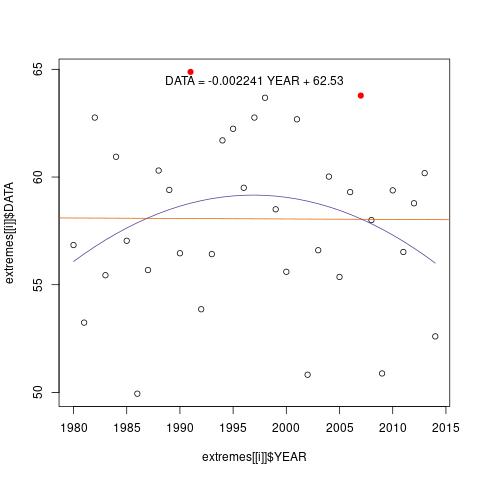 DATA = -0.002241 YEAR + 62.53
65
60
55
50
extremes[[i]]$DATA
1980 1985 1990 1995 2000 2005 2010 2015
extremes[[i]]$YEAR